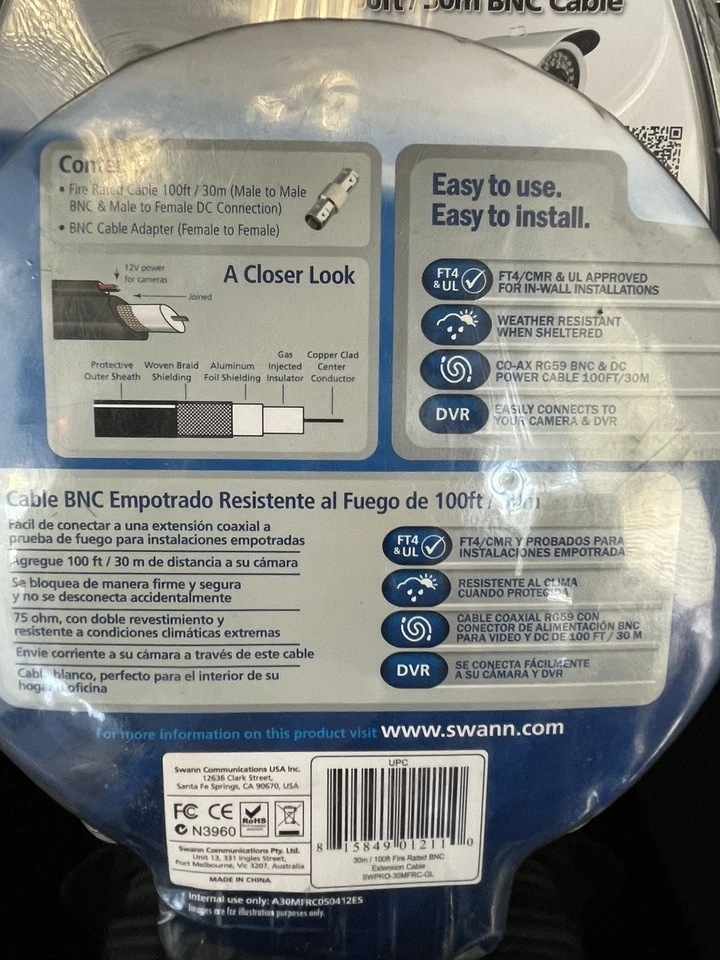 BNC Cable
• Fire Rated Cable 100ft / 30m (Male to Male
BNC & Male to Female DC Connection)
• BNC Cable Adapter (Female to Female)
A Closer Look
12V power
for cameras
Joined
Protective
Outer Sheath
Woven Braid
Shielding
Aluminum
Foil Shielding
Gas
Injected
Insulator
Copper Clad
Center
Conductor
Easy to use.
Easy to install.
FT4
& UL
FT4/CMR & UL APPROVED
FOR IN-WALL INSTALLATIONS
WEATHER RESISTANT
WHEN SHELTERED
CO-AX RG59 BNC & DC
POWER CABLE 100FT/30M
DVR
EASILY CONNECTS TO
YOUR CAMERA & DVR
Cable BNC Empotrado Resistente al Fuego de 100ft /
Fácil de conectar a una extensión coaxial a
prueba de fuego para instalaciones empotradas
Agregue 100 ft / 30 m de distancia a su cámara
Se bloquea de manera firme y segura
y no se desconecta accidentalmente
75 ohm, con doble revestimiento y
resistente a condiciones climáticas extremas
Envie corriente a su cámara a través de este cable
Cable blanco, perfecto para el interior de su
hogar u oficina
FT4
& UL
FT4/CMR Y PROBADOS PARA
INSTALACIONES EMPOTRADA
RESISTENTE AL CLIMA
CUANDO PROTEGIDA
CABLE COAXIAL RG59 CON
CONECTOR DE ALIMENTACIÓN BNC
PARA VIDEO Y DC DE 100 FT / 30 M
DVR
SE CONECTA FÁCILMENTE
A SU CÁMARA Y DVR
For more information on this product visit www.swann.com
Swann Communications USA Inc.
12636 Clark Street,
Santa Fe Springs, CA 90670, USA
FC CE RoHS
N3960
Swann Communications Pty. Ltd.
Unit 13, 331 Ingles Street,
Port Melbourne, Vic 3207, Australia
MADE IN CHINA
UPC
8 15849 01211 0
30m / 100ft Fire Rated BNC
Extension Cable
SWPRO-30MFRC-GL
Internal use only: A30MFRC050412ES
Images are for illustration purposes only.